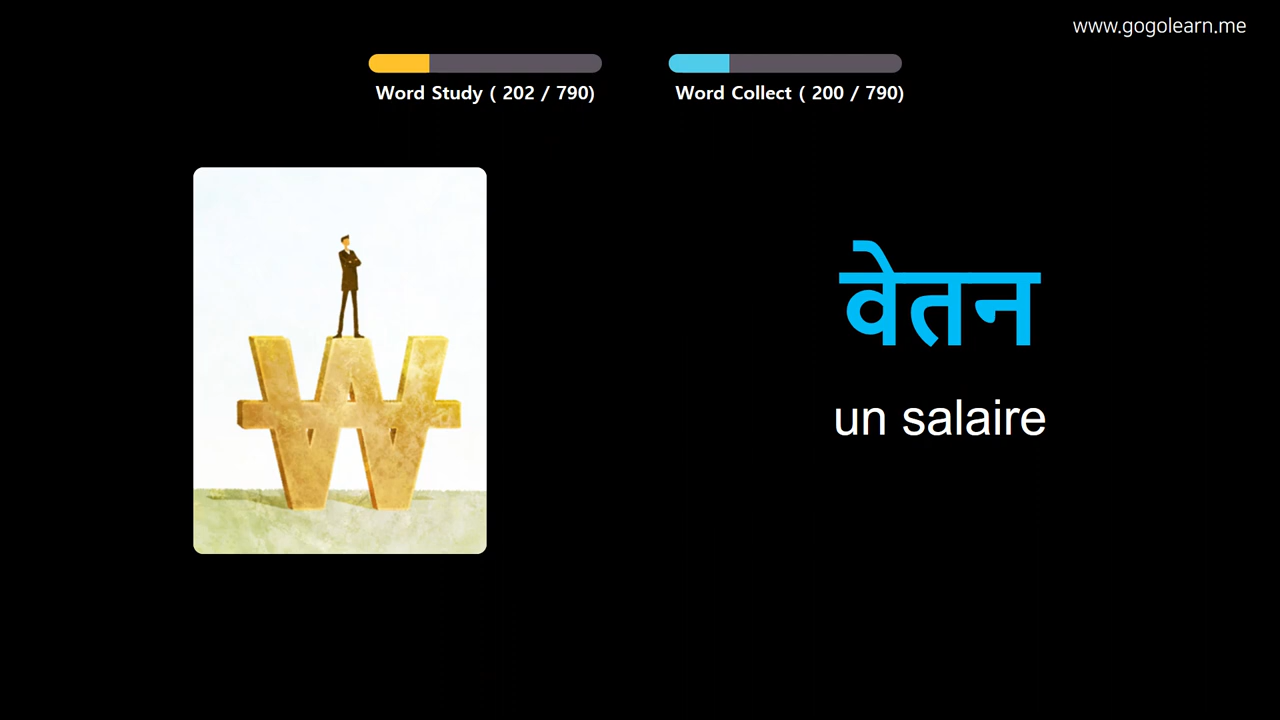 www.gogolearn.me
Word Study ( 202 / 790)
Word Collect ( 200 / 790)
वेतन
un salaire